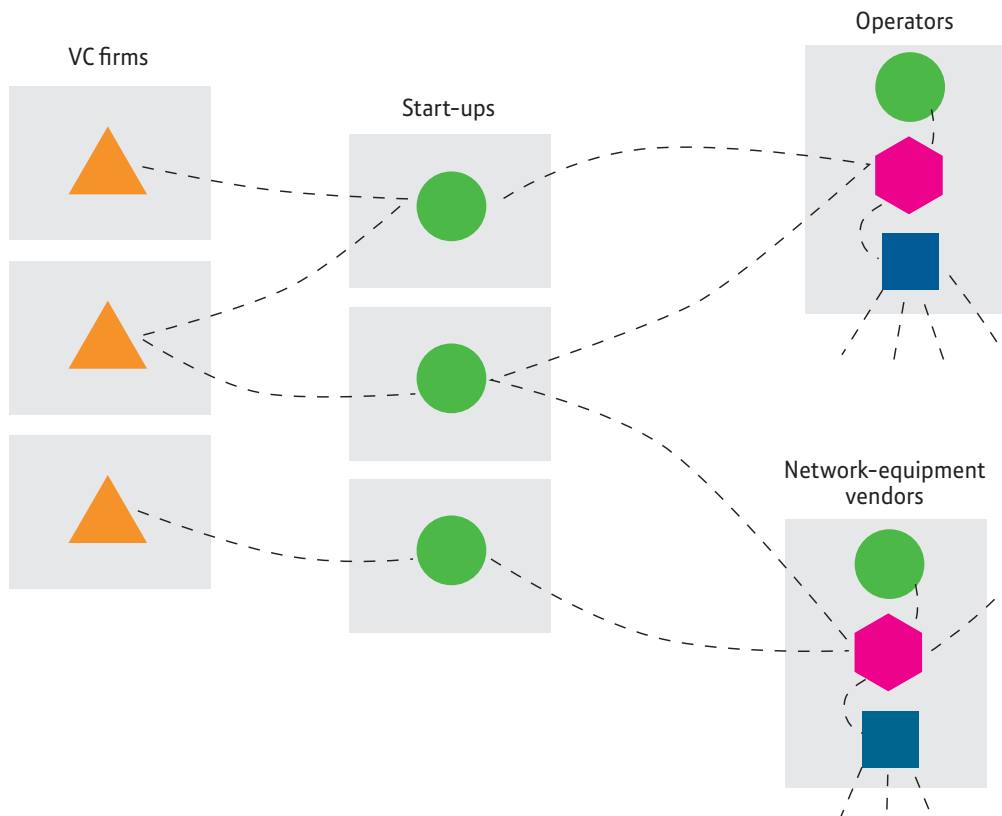 Operators
VC firms
Start-ups
Network-equipment
vendors